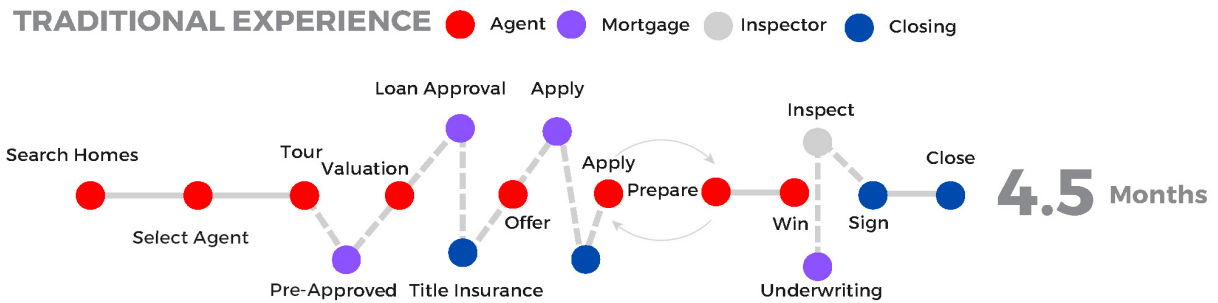 TRADITIONAL EXPERIENCE
Agent
Mortgage
Inspector
Closing
Search Homes
Select Agent
Tour
Pre-Approved
Valuation
Loan Approval
Title Insurance
Offer
Apply
Apply
Prepare
Win
Underwriting
Inspect
Sign
Close
4.5 Months